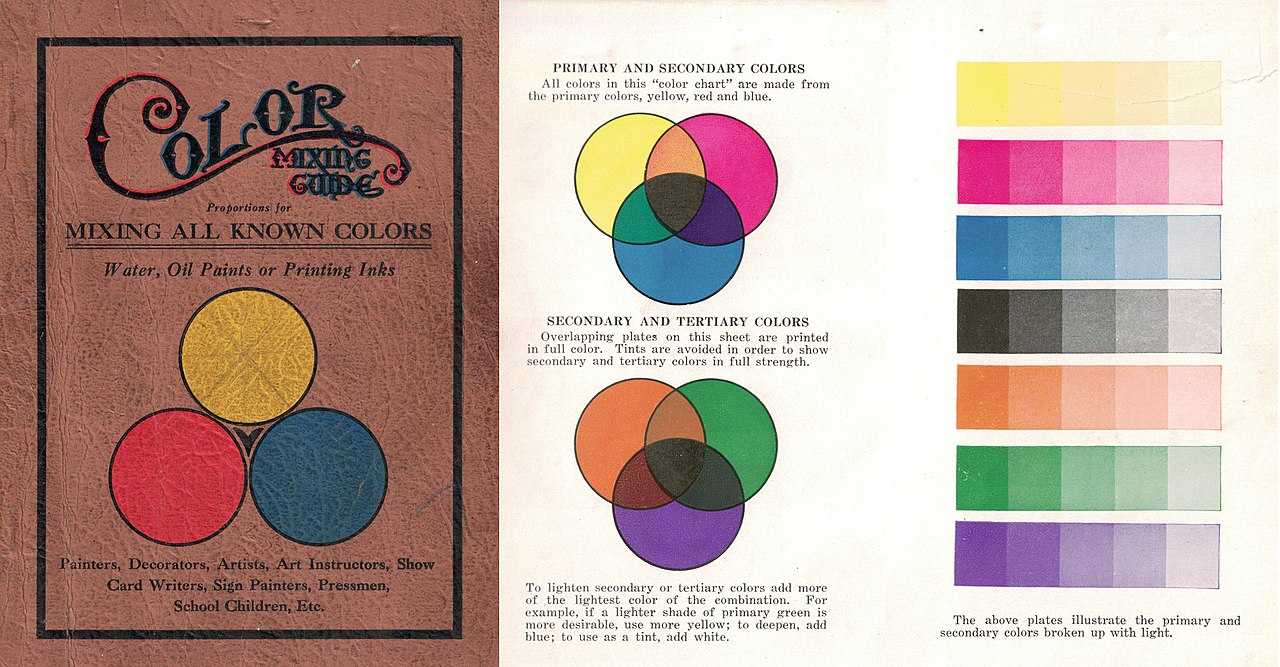 COLOR
MIXING
GUIDE
Proportions for
MIXING ALL KNOWN COLORS
Water, Oil Paints or Printing Inks
Painters, Decorators, Artists, Art Instructors, Show
Card Writers, Sign Painters, Pressmen,
School Children, Etc.
PRIMARY AND SECONDARY COLORS
All colors in this “color chart” are made from
the primary colors, yellow, red and blue.
SECONDARY AND TERTIARY COLORS
Overlapping plates on this sheet are printed
in full color. Tints are avoided in order to show
secondary and tertiary colors in full strength.
To lighten secondary or tertiary colors add more
of the lightest color of the combination. For
example, if a lighter shade of primary green is
more desirable, use more yellow; to deepen, add
blue; to use as a tint, add white.
The above plates illustrate the primary and
secondary colors broken up with light.